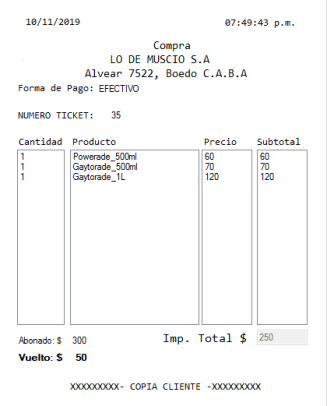 10/11/2019 07:49:43 p.m.
Compra
LO DE MUSCIO S.A
Alvear 7522, Boedo C.A.B.A
Forma de Pago: EFECTIVO
NUMERO TICKET: 35
Cantidad Producto Precio Subtotal
1 Powerade_500ml 60 60
1 Gaytorade_500ml 70 70
1 Gaytorade_1L 120 120
Abonado: $ 300 Imp. Total $ 250
Vuelto: $ 50
XXXXXXXXX- COPIA CLIENTE -XXXXXXXXX